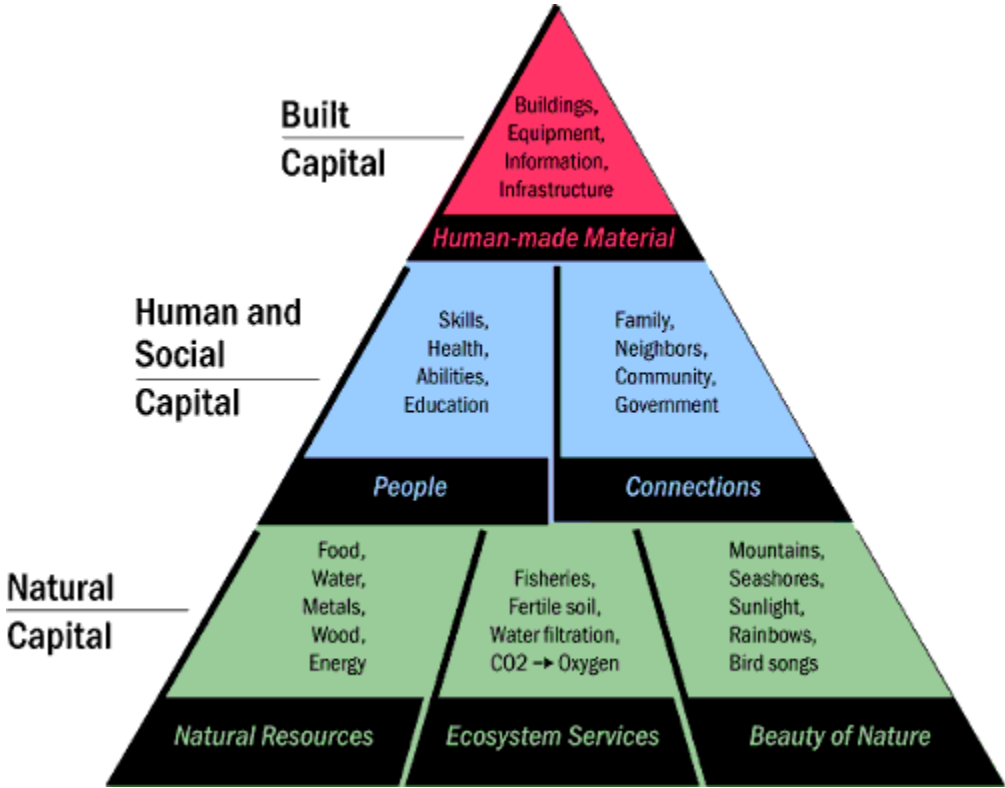 Built
Capital
Buildings,
Equipment,
Information,
Infrastructure
Human-made Material
Human and
Social
Capital
Skills,
Health,
Abilities,
Education
People
Family,
Neighbors,
Community,
Government
Connections
Natural
Capital
Food,
Water,
Metals,
Wood,
Energy
Natural Resources
Fisheries,
Fertile soil,
Water filtration,
CO2 → Oxygen
Ecosystem Services
Mountains,
Seashores,
Sunlight,
Rainbows,
Bird songs
Beauty of Nature